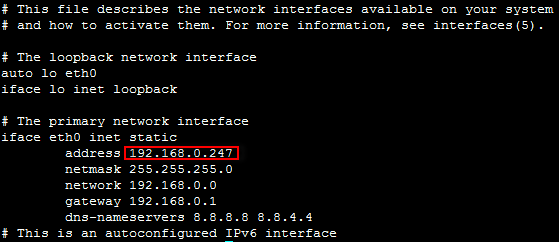 # This file describes the network interfaces available on your system
# and how to activate them. For more information, see interfaces(5).
# The loopback network interface
auto lo eth0
iface lo inet loopback
# The primary network interface
iface eth0 inet static
address 192.168.0.247
netmask 255.255.255.0
network 192.168.0.0
gateway 192.168.0.1
dns-nameservers 8.8.8.8 8.8.4.4
# This is an autoconfigured IPv6 interface